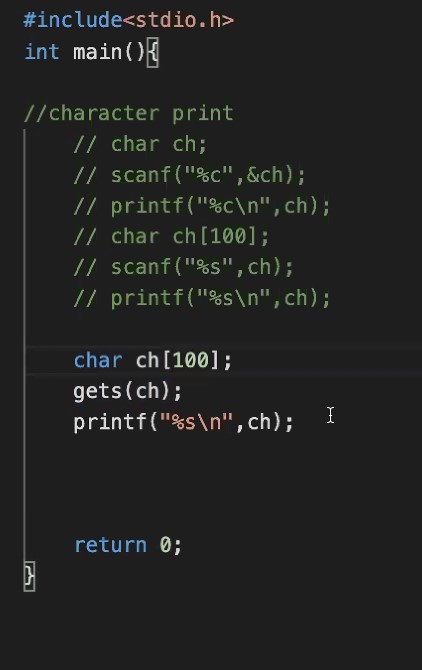 #include<stdio.h>
int main(){
//character print
// char ch;
// scanf("%c",&ch);
// printf("%c\n",ch);
// char ch[100];
// scanf("%s",ch);
// printf("%s\n",ch);
char ch[100];
gets(ch);
printf("%s\n",ch);
return 0;
}